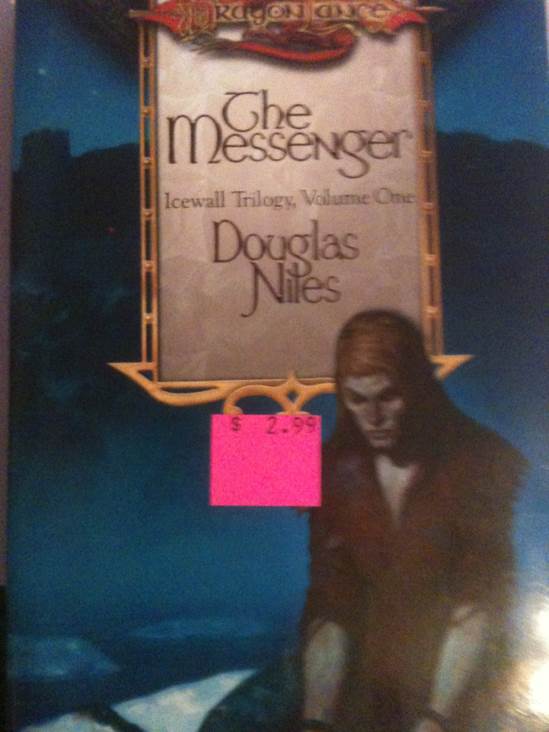 DRAGONLANCE
The
Messenger
Icewall Trilogy, Volume One
Douglas
Niles
$ 2.99